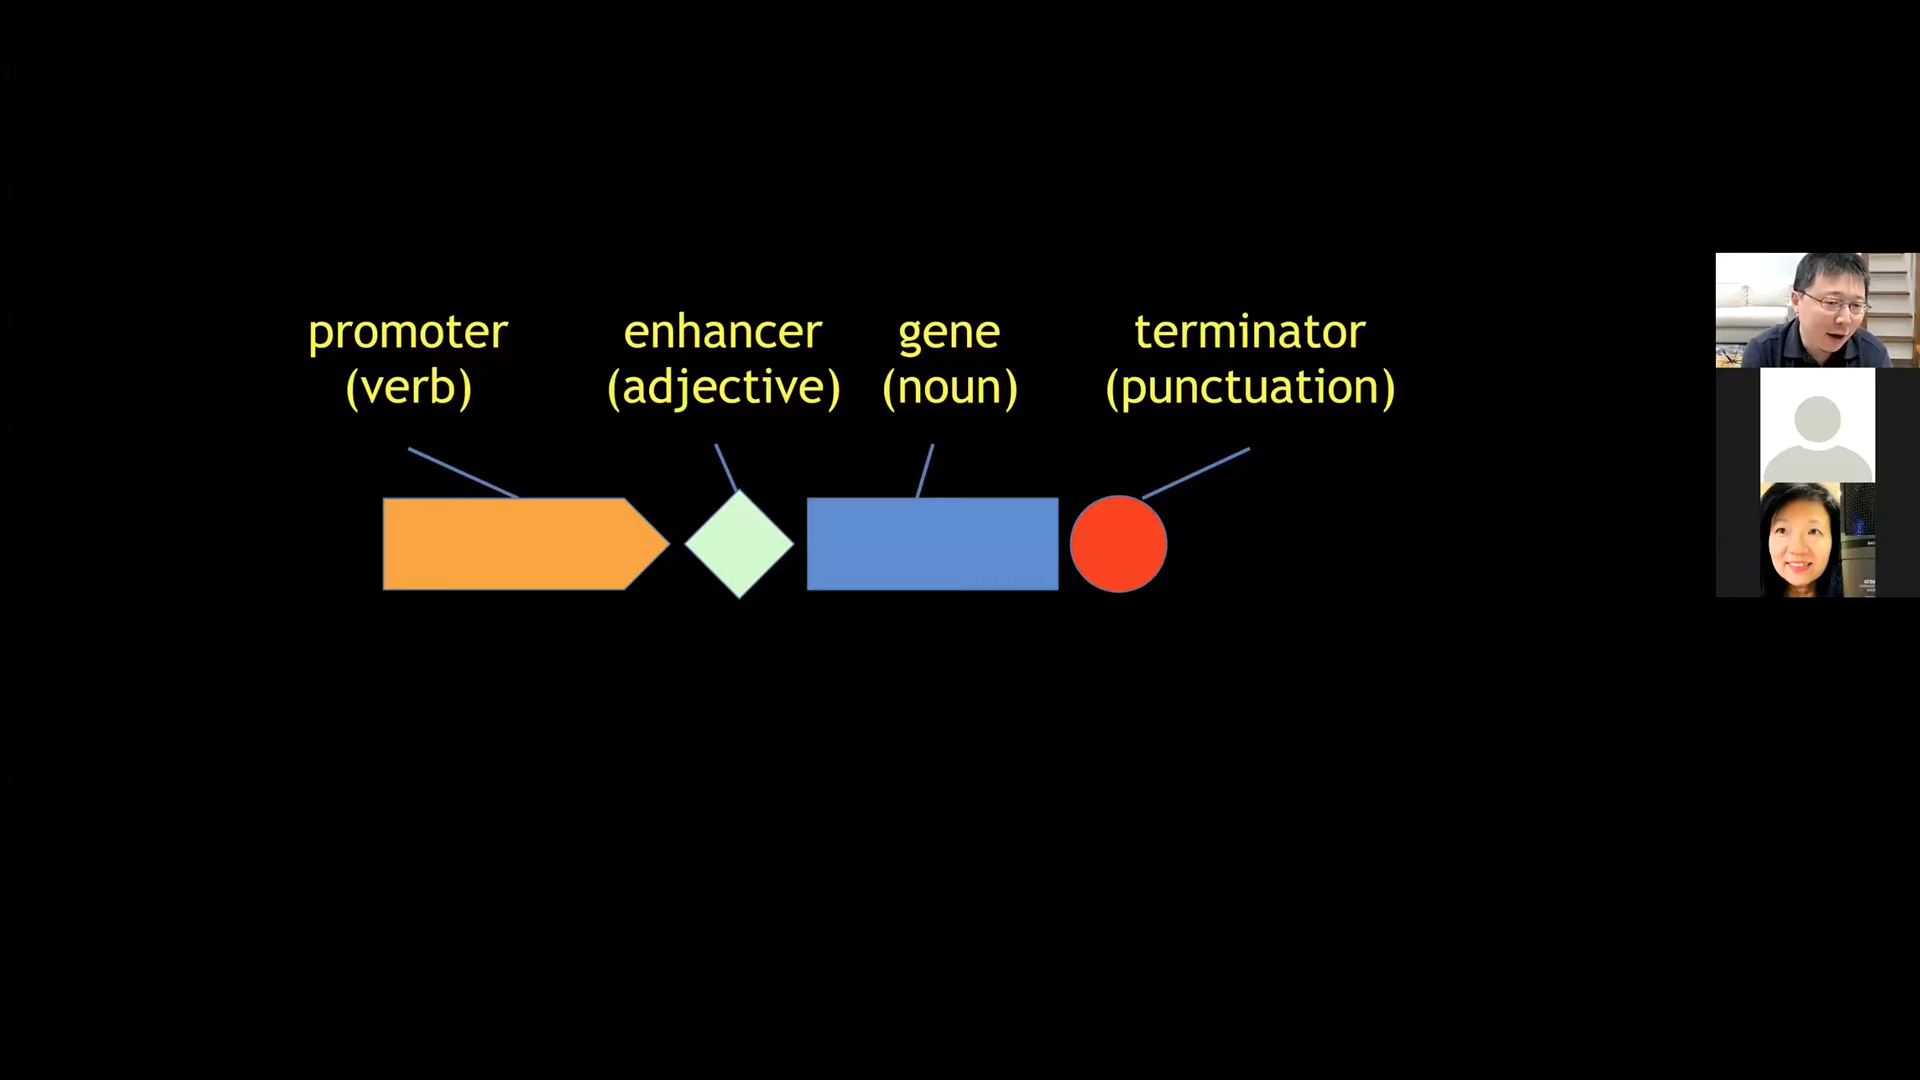 promoter
(verb)
enhancer
(adjective)
gene
(noun)
terminator
(punctuation)